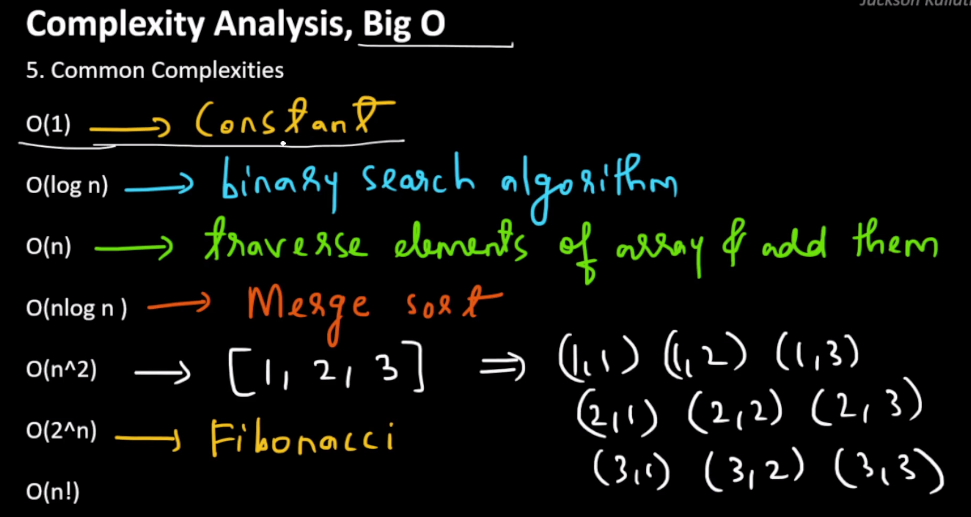 Complexity Analysis, Big O
5. Common Complexities
O(1) → Constant
O(log n) → binary search algorithm
O(n) → traverse elements of array & add them
O(nlog n ) → Merge sort
O(n^2) → [1, 2, 3] ⇒ (1,1) (1,2) (1,3)
(2,1) (2,2) (2,3)
O(2^n) → Fibonacci
(3,1) (3,2) (3,3)
O(n!)